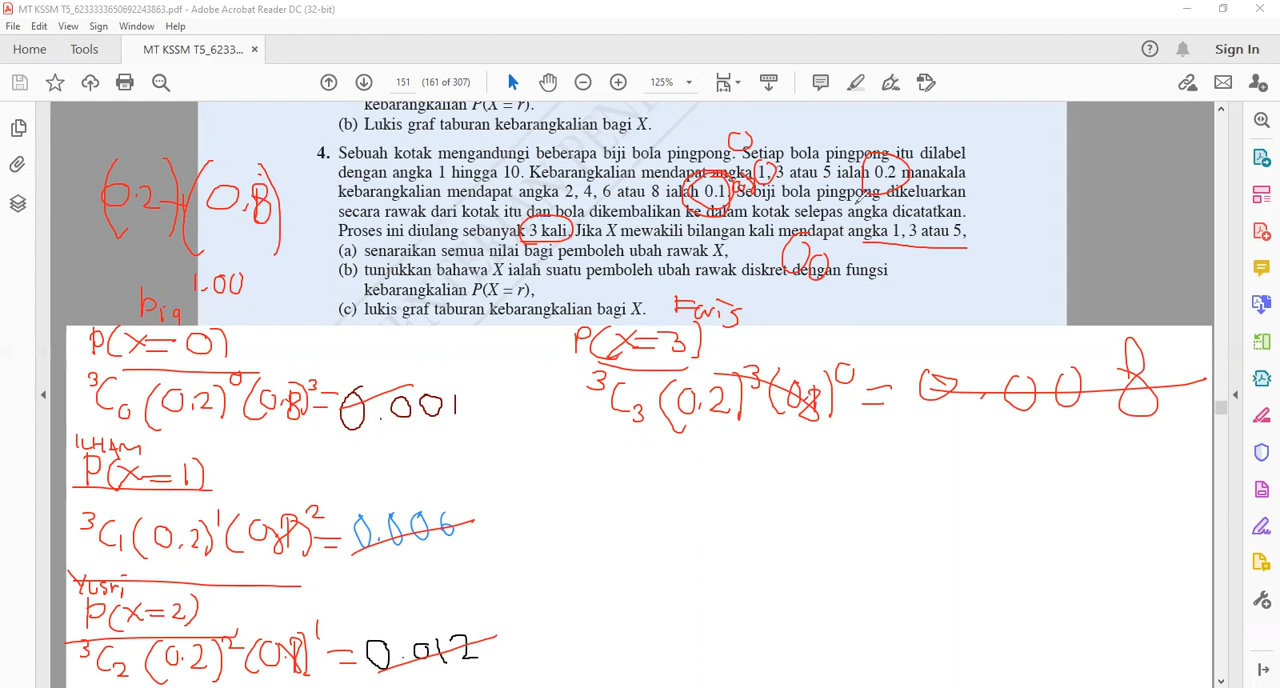 MT KSSM T5_6233333650692243863.pdf - Adobe Acrobat Reader DC (32-bit)
File Edit View Sign Window Help
Home Tools MT KSSM T5_6233... × Sign In
151 (161 of 307) 125%
kebarangkalian P(X = r).
(b) Lukis graf taburan kebarangkalian bagi X.
4. Sebuah kotak mengandungi beberapa biji bola pingpong. Setiap bola pingpong itu dilabel
dengan angka 1 hingga 10. Kebarangkalian mendapat angka 1, 3 atau 5 ialah 0.2 manakala
kebarangkalian mendapat angka 2, 4, 6 atau 8 ialah 0.1. Sebiji bola pingpong dikeluarkan
secara rawak dari kotak itu dan bola dikembalikan ke dalam kotak selepas angka dicatatkan.
Proses ini diulang sebanyak 3 kali. Jika X mewakili bilangan kali mendapat angka 1, 3 atau 5,
(a) senaraikan semua nilai bagi pemboleh ubah rawak X,
(b) tunjukkan bahawa X ialah suatu pemboleh ubah rawak diskret dengan fungsi
kebarangkalian P(X = r),
(c) lukis graf taburan kebarangkalian bagi X.
(0.2)+(0.8)
1.00
P(X=0)
³C₀(0.2)⁰(0.8)³=0.001
ILHAM
P(X=1)
³C₁(0.2)¹(0.8)²=0.006
Yusri
P(X=2)
³C₂(0.2)²(0.8)¹=0.012
Faris
P(X=3)
³C₃(0.2)³(0.8)⁰=0.008